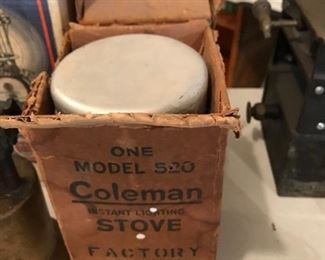 ONE
MODEL 520
Coleman
INSTANT LIGHTING
STOVE
FACTORY